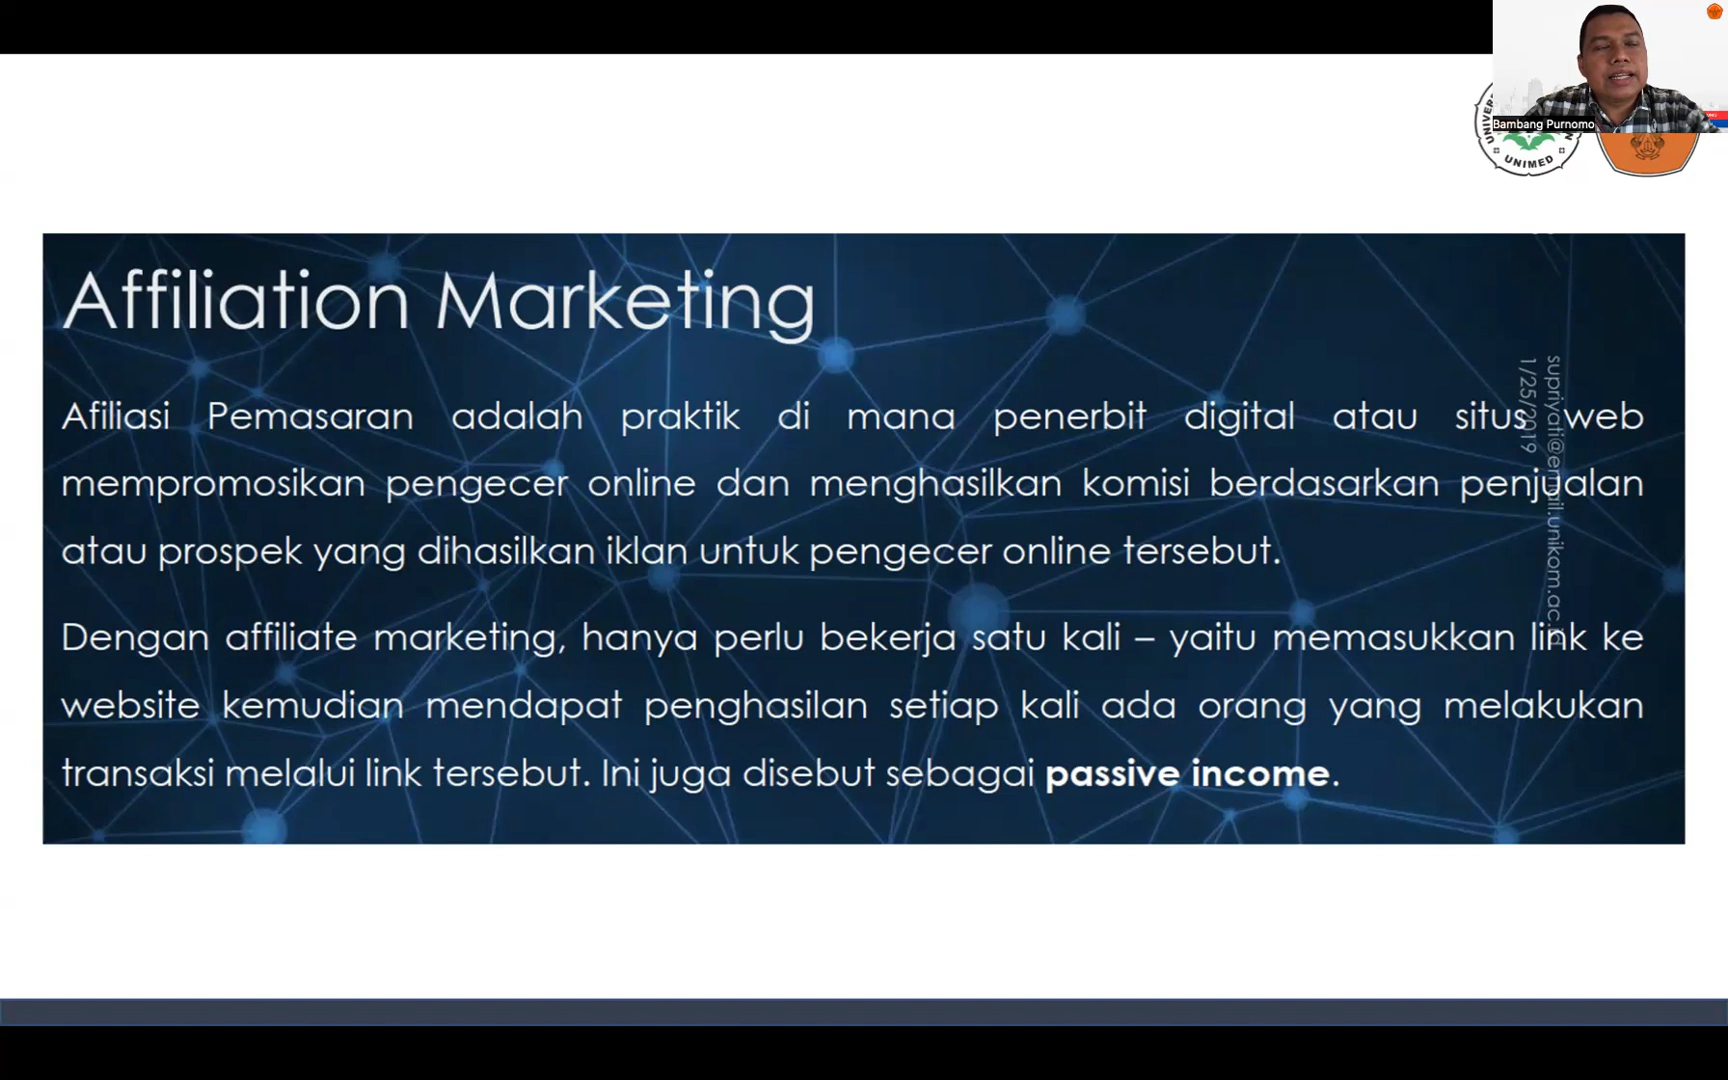 Bambang Purnomo
UNIMED
Affiliation Marketing
Afiliasi Pemasaran adalah praktik di mana penerbit digital atau situs web
mempromosikan pengecer online dan menghasilkan komisi berdasarkan penjualan
atau prospek yang dihasilkan iklan untuk pengecer online tersebut.
Dengan affiliate marketing, hanya perlu bekerja satu kali – yaitu memasukkan link ke
website kemudian mendapat penghasilan setiap kali ada orang yang melakukan
transaksi melalui link tersebut. Ini juga disebut sebagai passive income.
supriyati@email.unikom.ac.id
1/25/2019